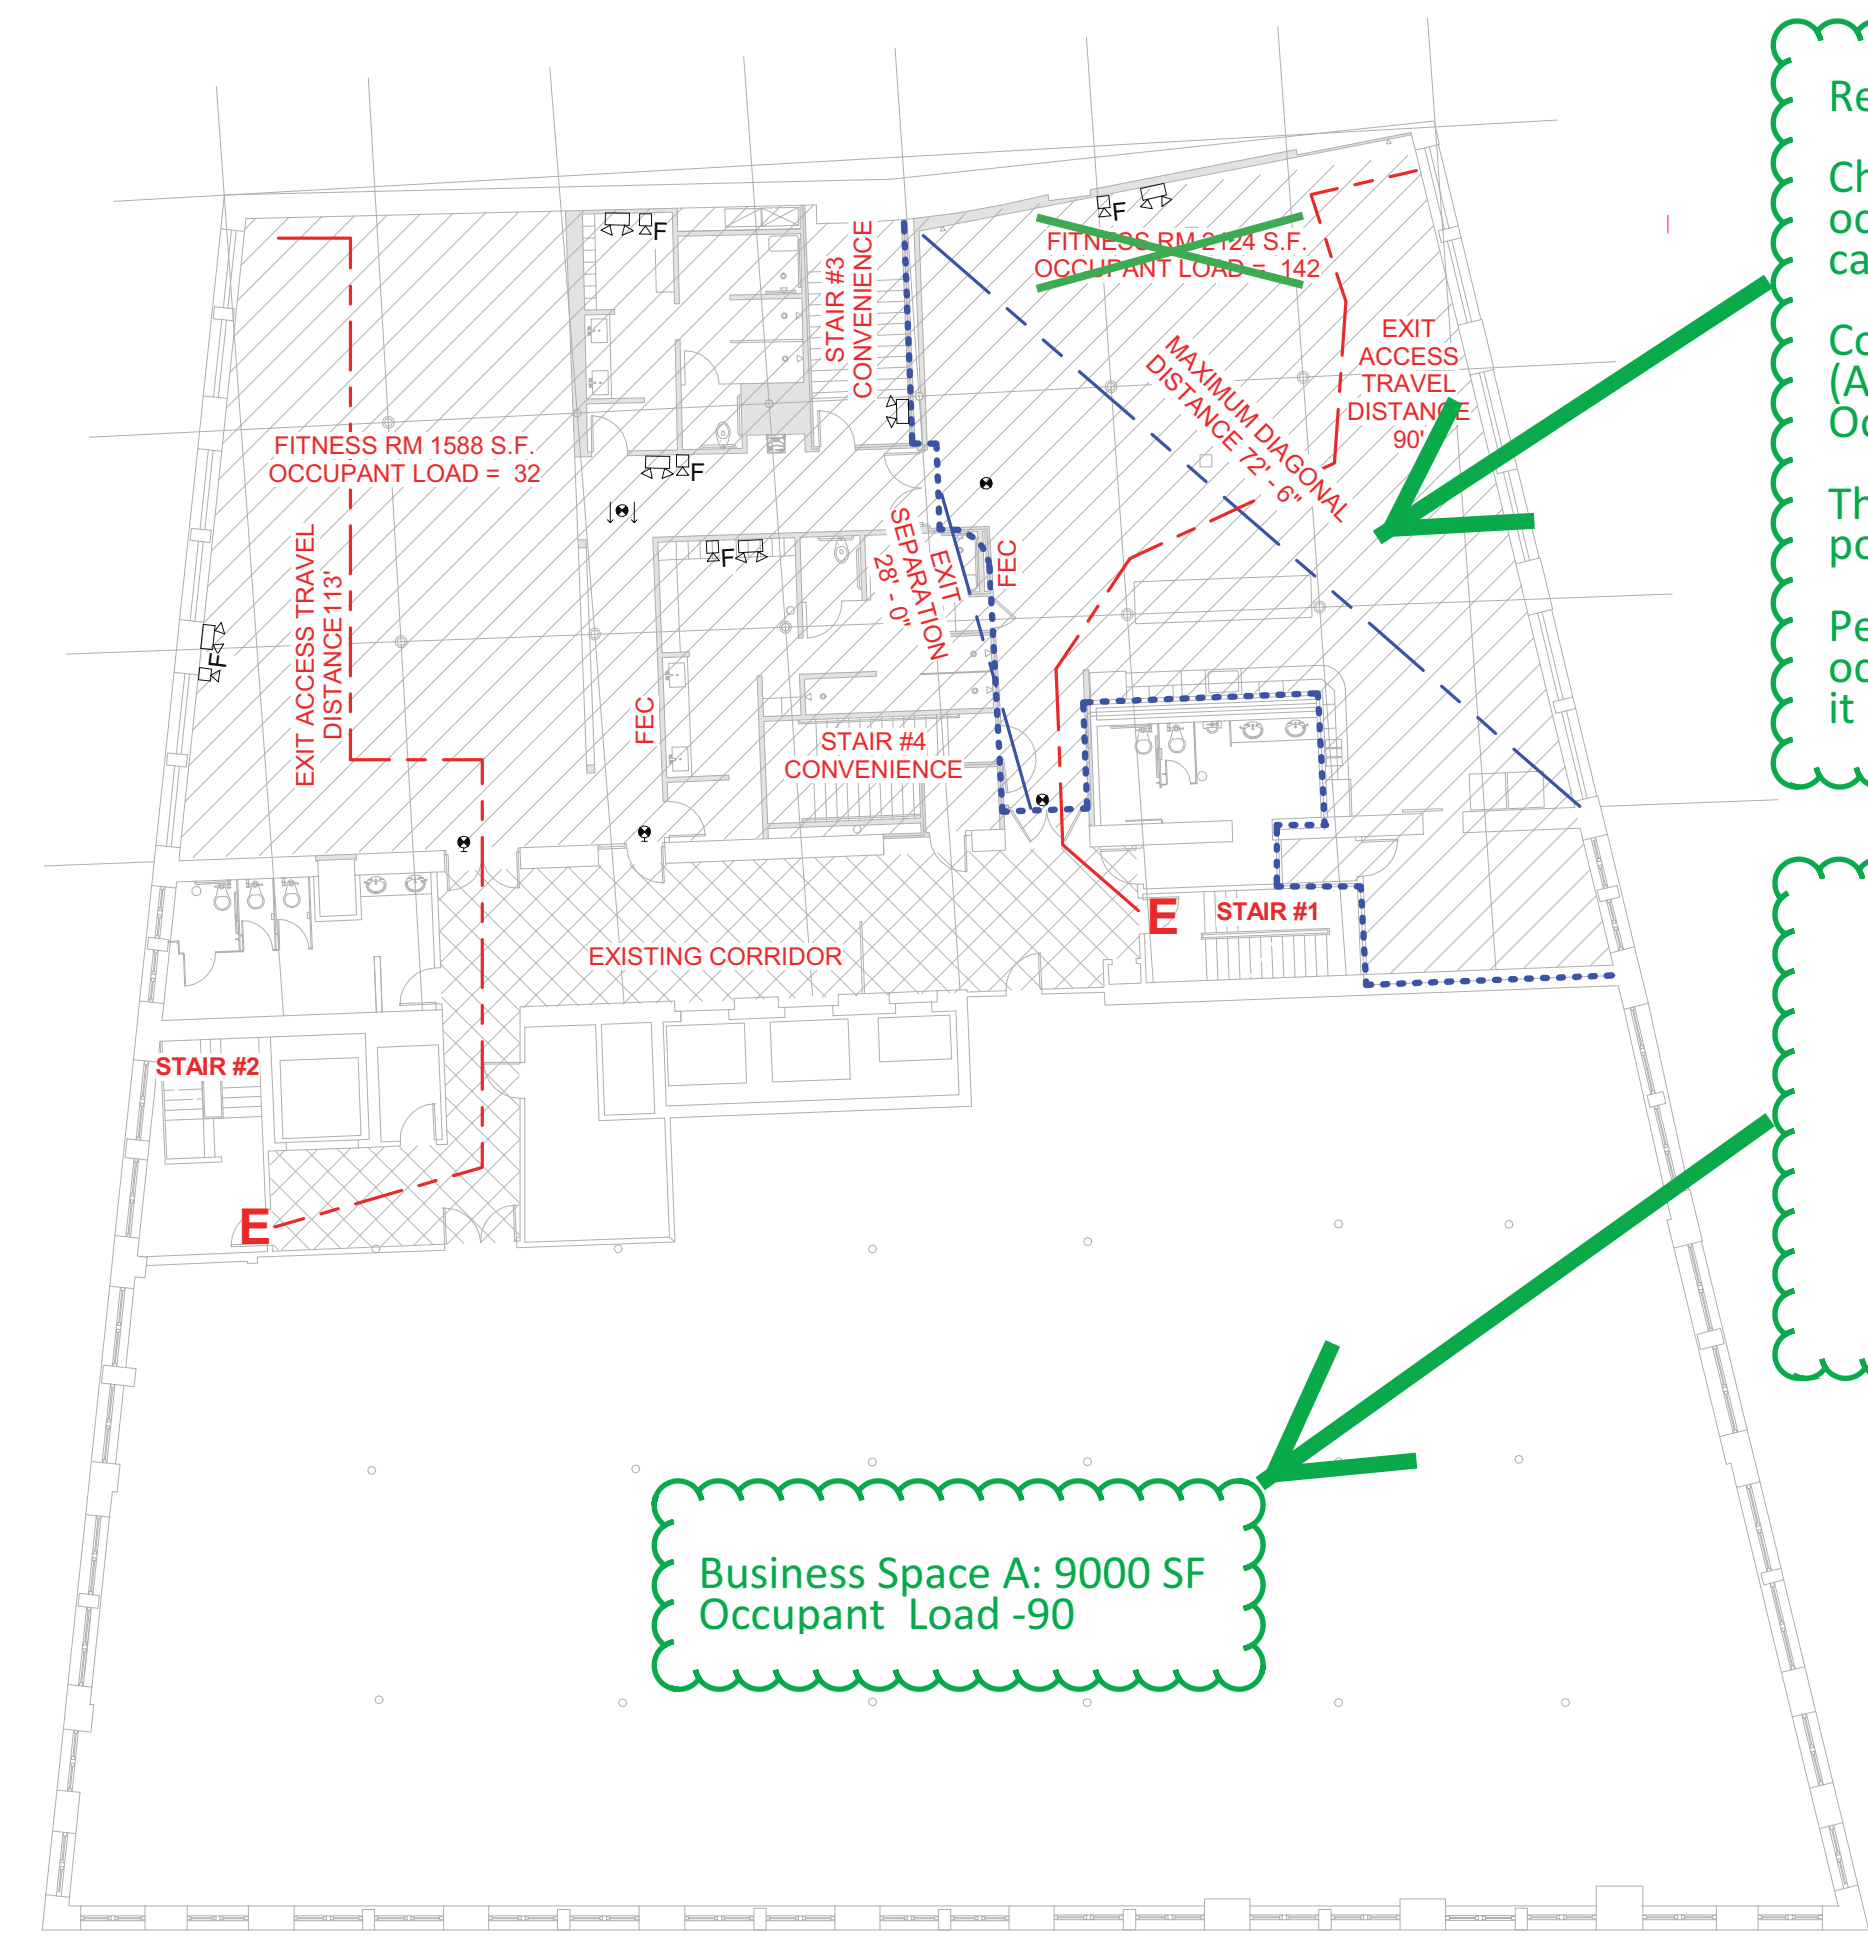 FITNESS RM 2124 S.F.
OCCUPANT LOAD = 142
STAIR #3
CONVENIENCE
F
F
EXIT
ACCESS
TRAVEL
DISTANCE
90'
MAXIMUM DIAGONAL
DISTANCE 72' - 6"
FITNESS RM 1588 S.F.
OCCUPANT LOAD = 32
F
F
F
EXIT ACCESS TRAVEL
DISTANCE113'
EXIT
SEPARATION
28' - 0"
FEC
FEC
STAIR #4
CONVENIENCE
E
STAIR #1
EXISTING CORRIDOR
STAIR #2
E
Business Space A: 9000 SF
Occupant Load -90
Re
Ch
oc
ca
Co
(A
Oc
Th
po
Pe
oc
it